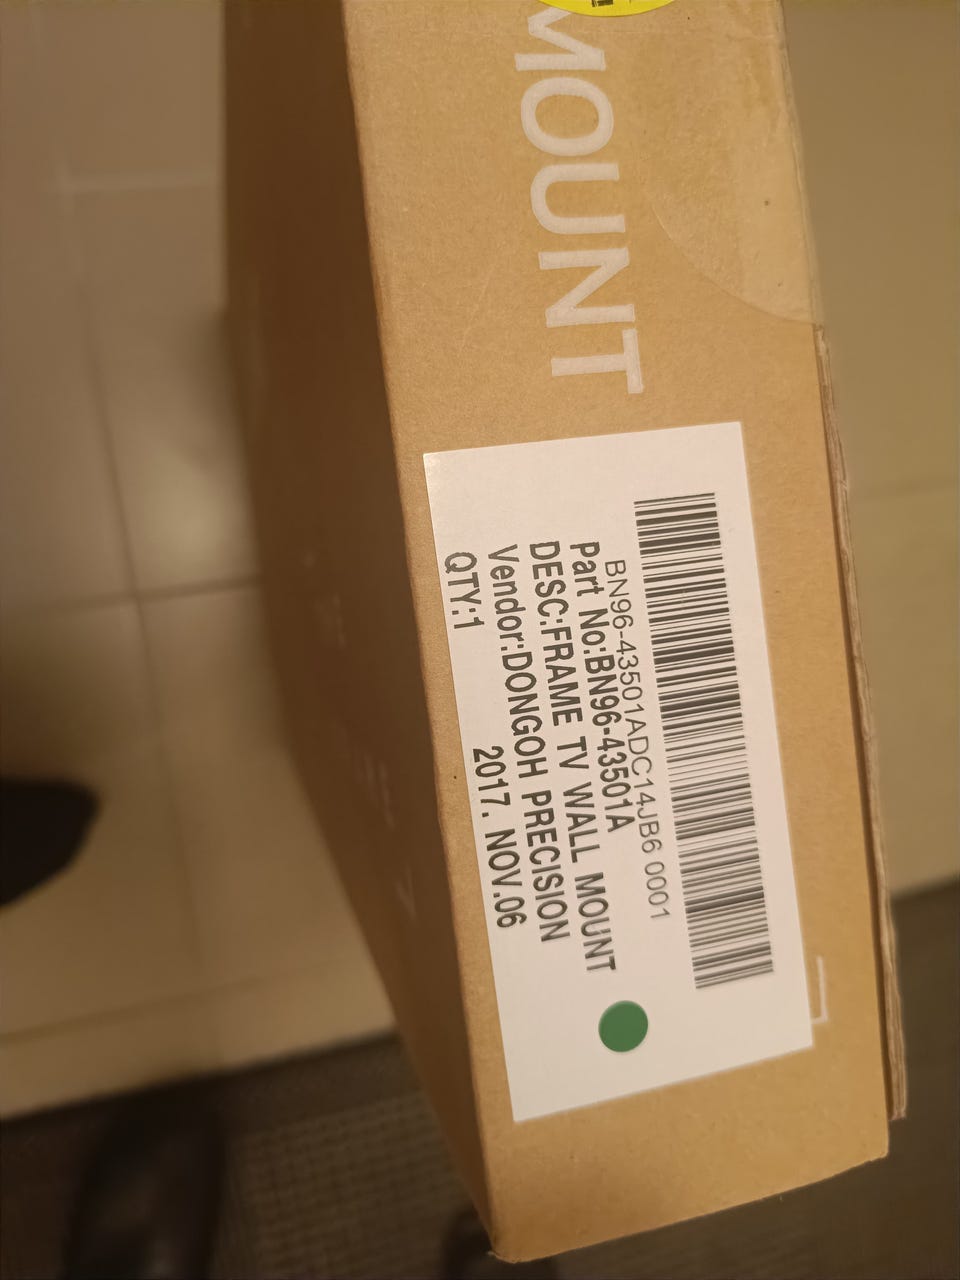 MOUNT
BN96-43501ADC14JB6 0001
Part No:BN96-43501A
DESC:FRAME TV WALL MOUNT
Vendor:DONGOH PRECISION
QTY:1 2017. NOV.06